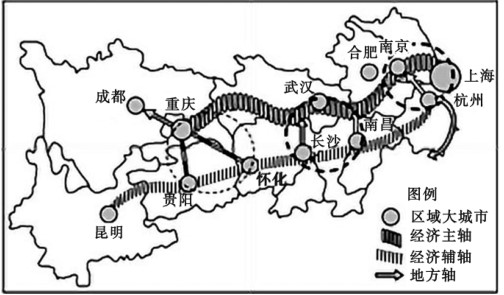 南京
合肥
上海
杭州
武汉
成都
重庆
长沙
南昌
怀化
贵阳
昆明
图例
区域大城市
经济主轴
经济辅轴
地方轴